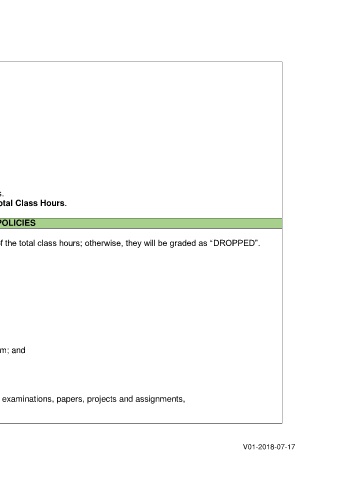 s.
otal Class Hours.
POLICIES
f the total class hours; otherwise, they will be graded as “DROPPED”.
m; and
examinations, papers, projects and assignments,
V01-2018-07-17